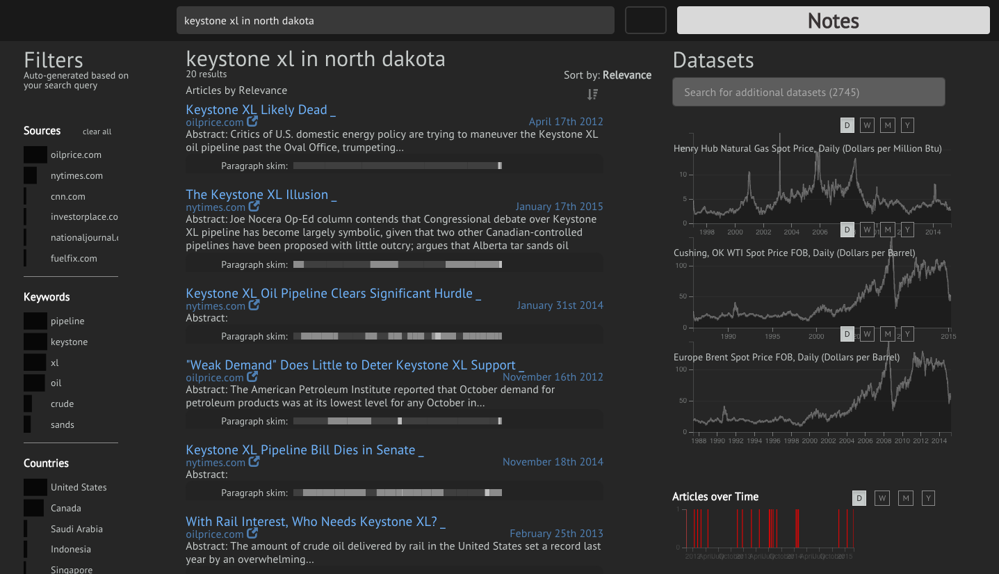 keystone xl in north dakota
Notes
Filters
Auto-generated based on
your search query
Sources clear all
oilprice.com
nytimes.com
cnn.com
investorplace.co
nationaljournal.
fuelfix.com
Keywords
pipeline
keystone
xl
oil
crude
sands
Countries
United States
Canada
Saudi Arabia
Indonesia
Singapore
keystone xl in north dakota
20 results
Sort by: Relevance
Articles by Relevance
Keystone XL Likely Dead _
oilprice.com April 17th 2012
Abstract: Critics of U.S. domestic energy policy are trying to maneuver the Keystone XL
oil pipeline past the Oval Office, trumpeting...
Paragraph skim:
The Keystone XL Illusion _
nytimes.com January 17th 2015
Abstract: Joe Nocera Op-Ed column contends that Congressional debate over Keystone
XL pipeline has become largely symbolic, given that two other Canadian-controlled
pipelines have been proposed with little outcry; argues that Alberta tar sands oil
Paragraph skim:
Keystone XL Oil Pipeline Clears Significant Hurdle _
nytimes.com January 31st 2014
Abstract:
Paragraph skim:
"Weak Demand" Does Little to Deter Keystone XL Support _
oilprice.com November 16th 2012
Abstract: The American Petroleum Institute reported that October demand for
petroleum products was at its lowest level for any October in...
Paragraph skim:
Keystone XL Pipeline Bill Dies in Senate _
nytimes.com November 18th 2014
Abstract:
Paragraph skim:
With Rail Interest, Who Needs Keystone XL? _
oilprice.com February 25th 2013
Abstract: The amount of crude oil delivered by rail in the United States set a record last
year by an overwhelming...
Datasets
Search for additional datasets (2745)
D W M Y
Henry Hub Natural Gas Spot Price, Daily (Dollars per Million Btu)
10
5
0
1998 2000 2002 2004 2006 2014
D W M Y
Cushing, OK WTI Spot Price FOB, Daily (Dollars per Barrel)
100
50
0
1990 1995 2000 2015
D W M Y
Europe Brent Spot Price FOB, Daily (Dollars per Barrel)
100
50
0
1988 1990 1992 1994 1996 1998 2000 2002 2004 2006 2008 2010 2012 2014
Articles over Time
D W M Y
1
0
2012 April July October 2013 April July October 2014 April July October 2015